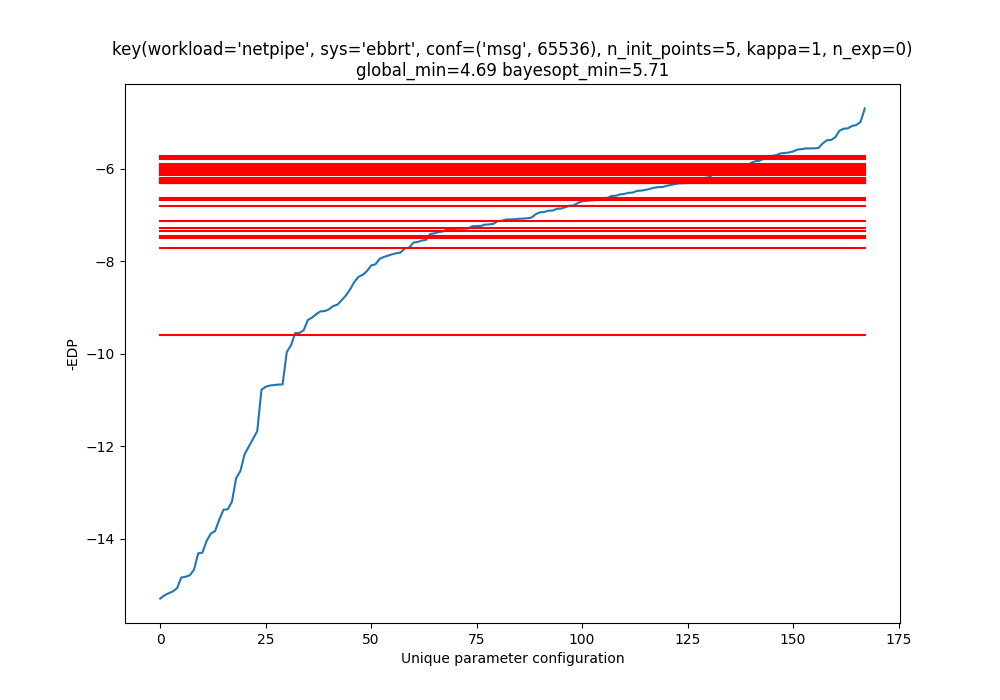 key(workload='netpipe', sys='ebbrt', conf=('msg', 65536), n_init_points=5, kappa=1, n_exp=0)
global_min=4.69 bayesopt_min=5.71
−6
−8
−10
−12
−14
-EDP
0 25 50 75 100 125 150 175
Unique parameter configuration